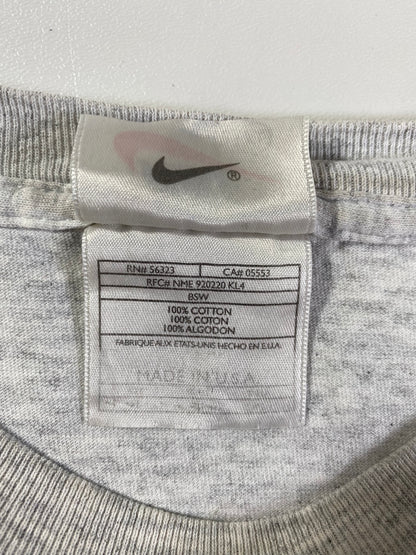 ®
RN# 56323 CA# 05553
RFC# NME 920220 KL4
BSW
100% COTTON
100% COTON
100% ALGODON
FABRIQUE AUX ETATS-UNIS HECHO EN E.U.A.
MADE IN U.S.A.